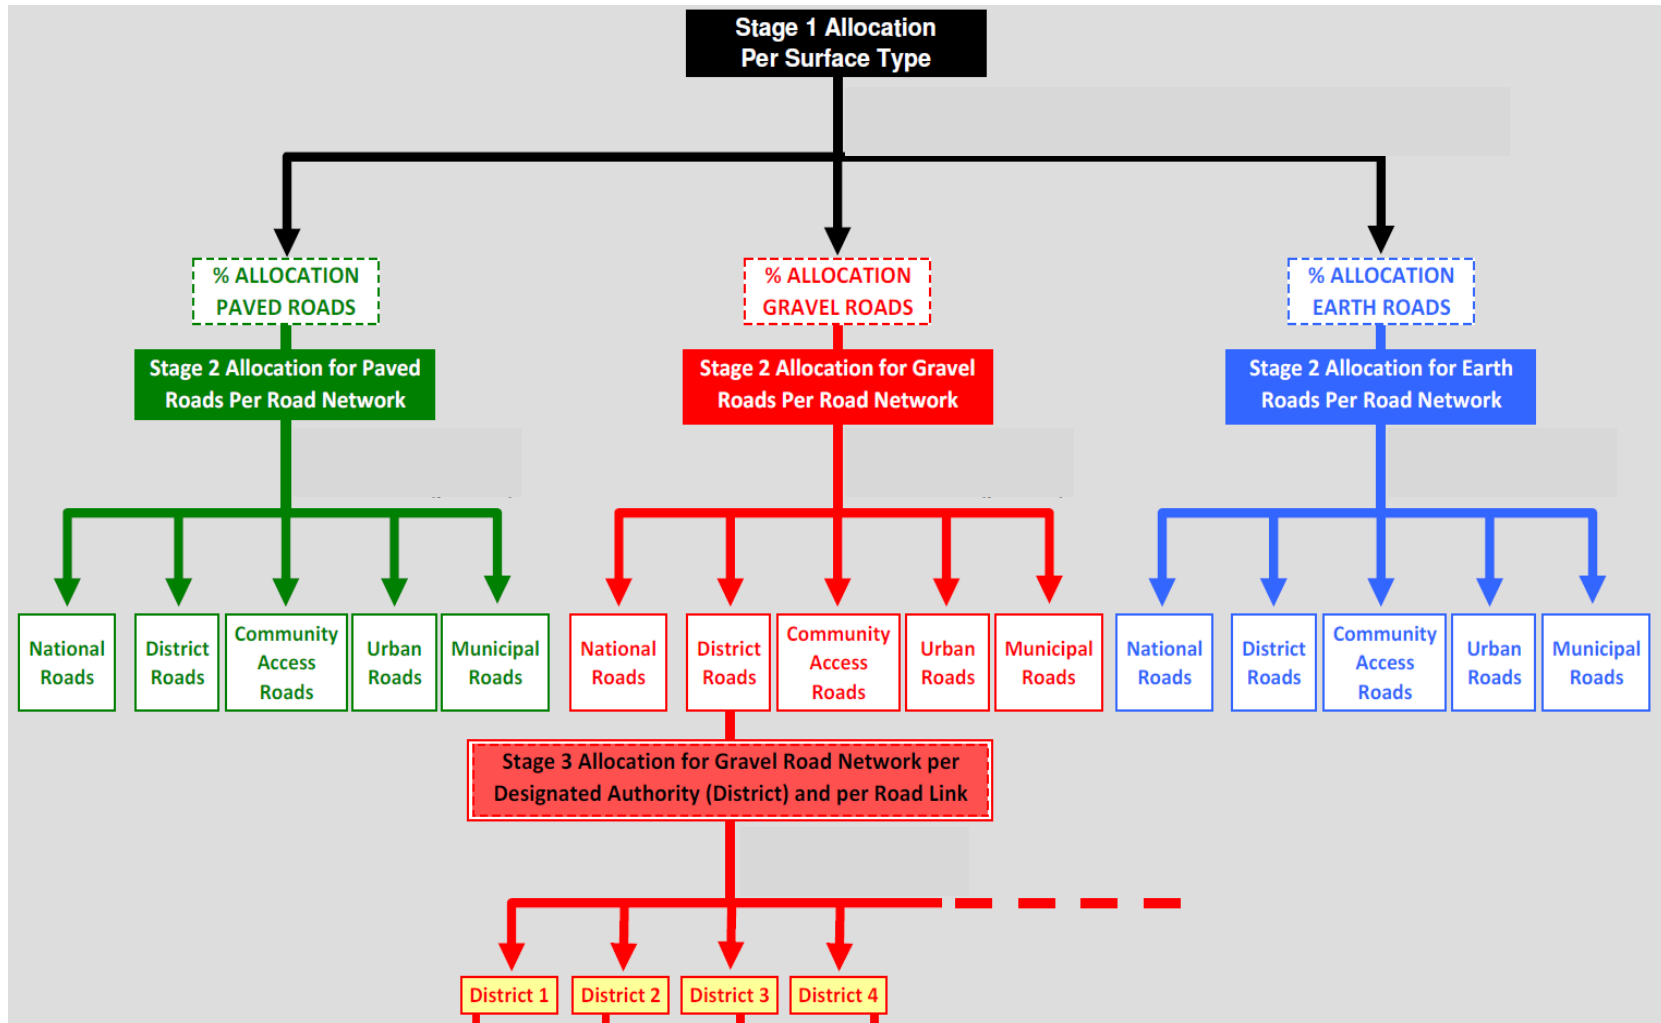 Stage 1 Allocation
Per Surface Type
% ALLOCATION
PAVED ROADS
% ALLOCATION
GRAVEL ROADS
% ALLOCATION
EARTH ROADS
Stage 2 Allocation for Paved
Roads Per Road Network
Stage 2 Allocation for Gravel
Roads Per Road Network
Stage 2 Allocation for Earth
Roads Per Road Network
National
Roads
District
Roads
Community
Access
Roads
Urban
Roads
Municipal
Roads
National
Roads
District
Roads
Community
Access
Roads
Urban
Roads
Municipal
Roads
National
Roads
District
Roads
Community
Access
Roads
Urban
Roads
Municipal
Roads
Stage 3 Allocation for Gravel Road Network per
Designated Authority (District) and per Road Link
District 1
District 2
District 3
District 4